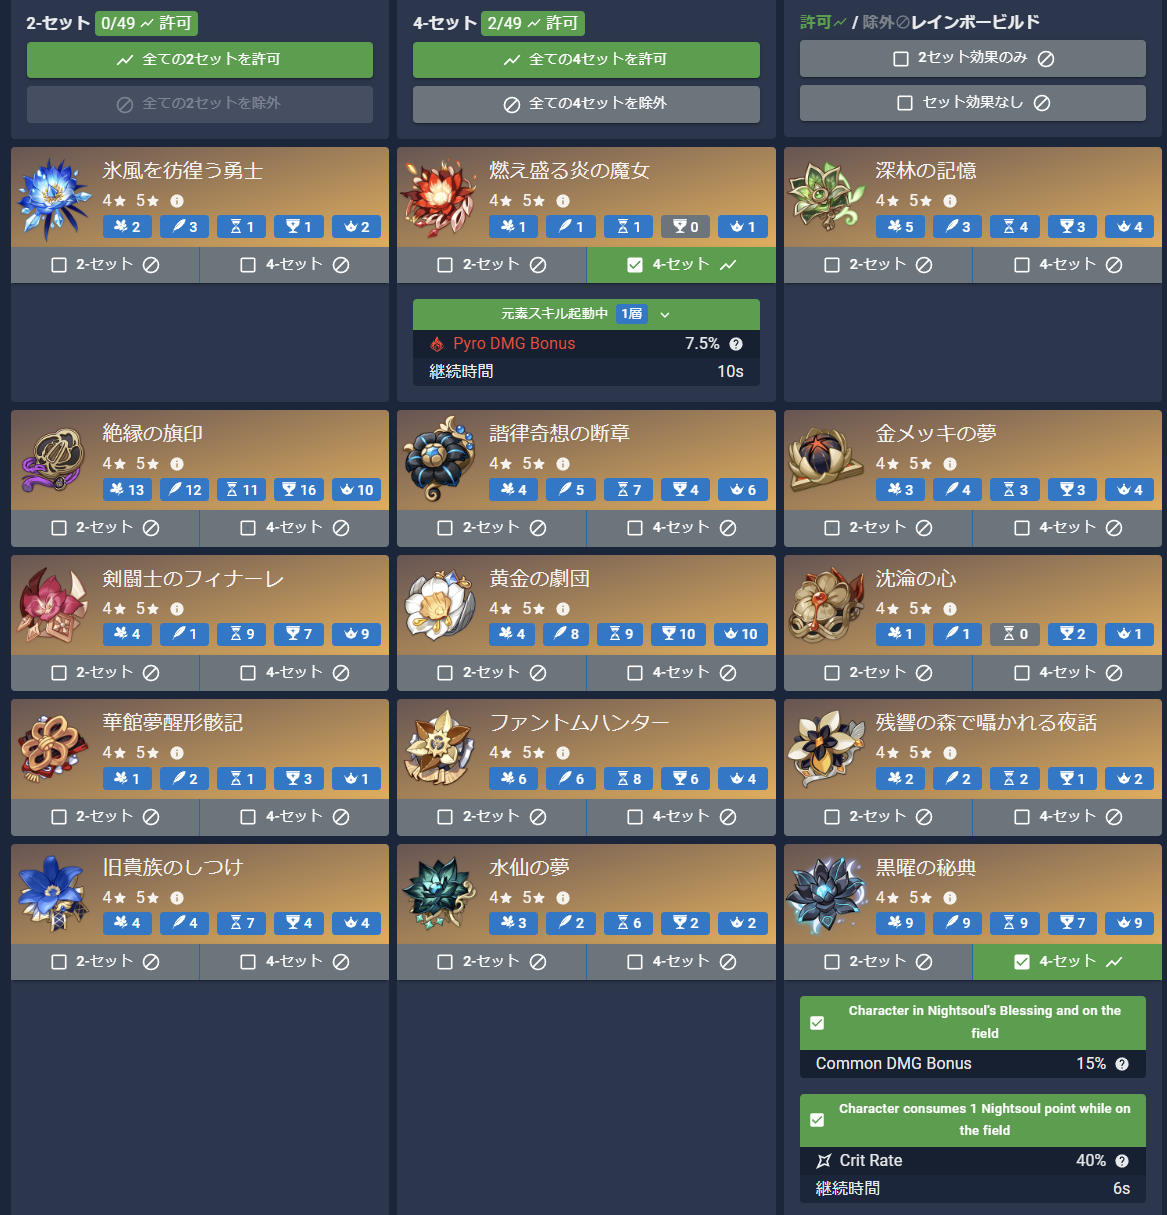 2-セット 0/49 許可
全ての2セットを許可
全ての2セットを除外
4-セット 2/49 許可
全ての4セットを許可
全ての4セットを除外
許可 / 除外 レインボービルド
2セット効果のみ
セット効果なし
氷風を彷徨う勇士
4★ 5★
2 3 1 1 2
2-セット 4-セット
燃え盛る炎の魔女
4★ 5★
1 1 1 0 1
2-セット 4-セット
元素スキル起動中 1層
Pyro DMG Bonus 7.5%
継続時間 10s
深林の記憶
4★ 5★
5 3 4 3 4
2-セット 4-セット
絶縁の旗印
4★ 5★
13 12 11 16 10
2-セット 4-セット
諧律奇想の断章
4★ 5★
4 5 7 4 6
2-セット 4-セット
金メッキの夢
4★ 5★
3 4 3 3 4
2-セット 4-セット
剣闘士のフィナーレ
4★ 5★
4 1 9 7 9
2-セット 4-セット
黄金の劇団
4★ 5★
4 8 9 10 10
2-セット 4-セット
沈淪の心
4★ 5★
1 1 0 2 1
2-セット 4-セット
華館夢醒形骸記
4★ 5★
1 2 1 3 1
2-セット 4-セット
ファントムハンター
4★ 5★
6 6 8 6 4
2-セット 4-セット
残響の森で囁かれる夜話
4★ 5★
2 2 2 1 2
2-セット 4-セット
旧貴族のしつけ
4★ 5★
4 4 7 4 4
2-セット 4-セット
水仙の夢
4★ 5★
3 2 6 2 2
2-セット 4-セット
黒曜の秘典
4★ 5★
9 9 9 7 9
2-セット 4-セット
Character in Nightsoul's Blessing and on the
field
Common DMG Bonus 15%
Character consumes 1 Nightsoul point while on
the field
Crit Rate 40%
継続時間 6s